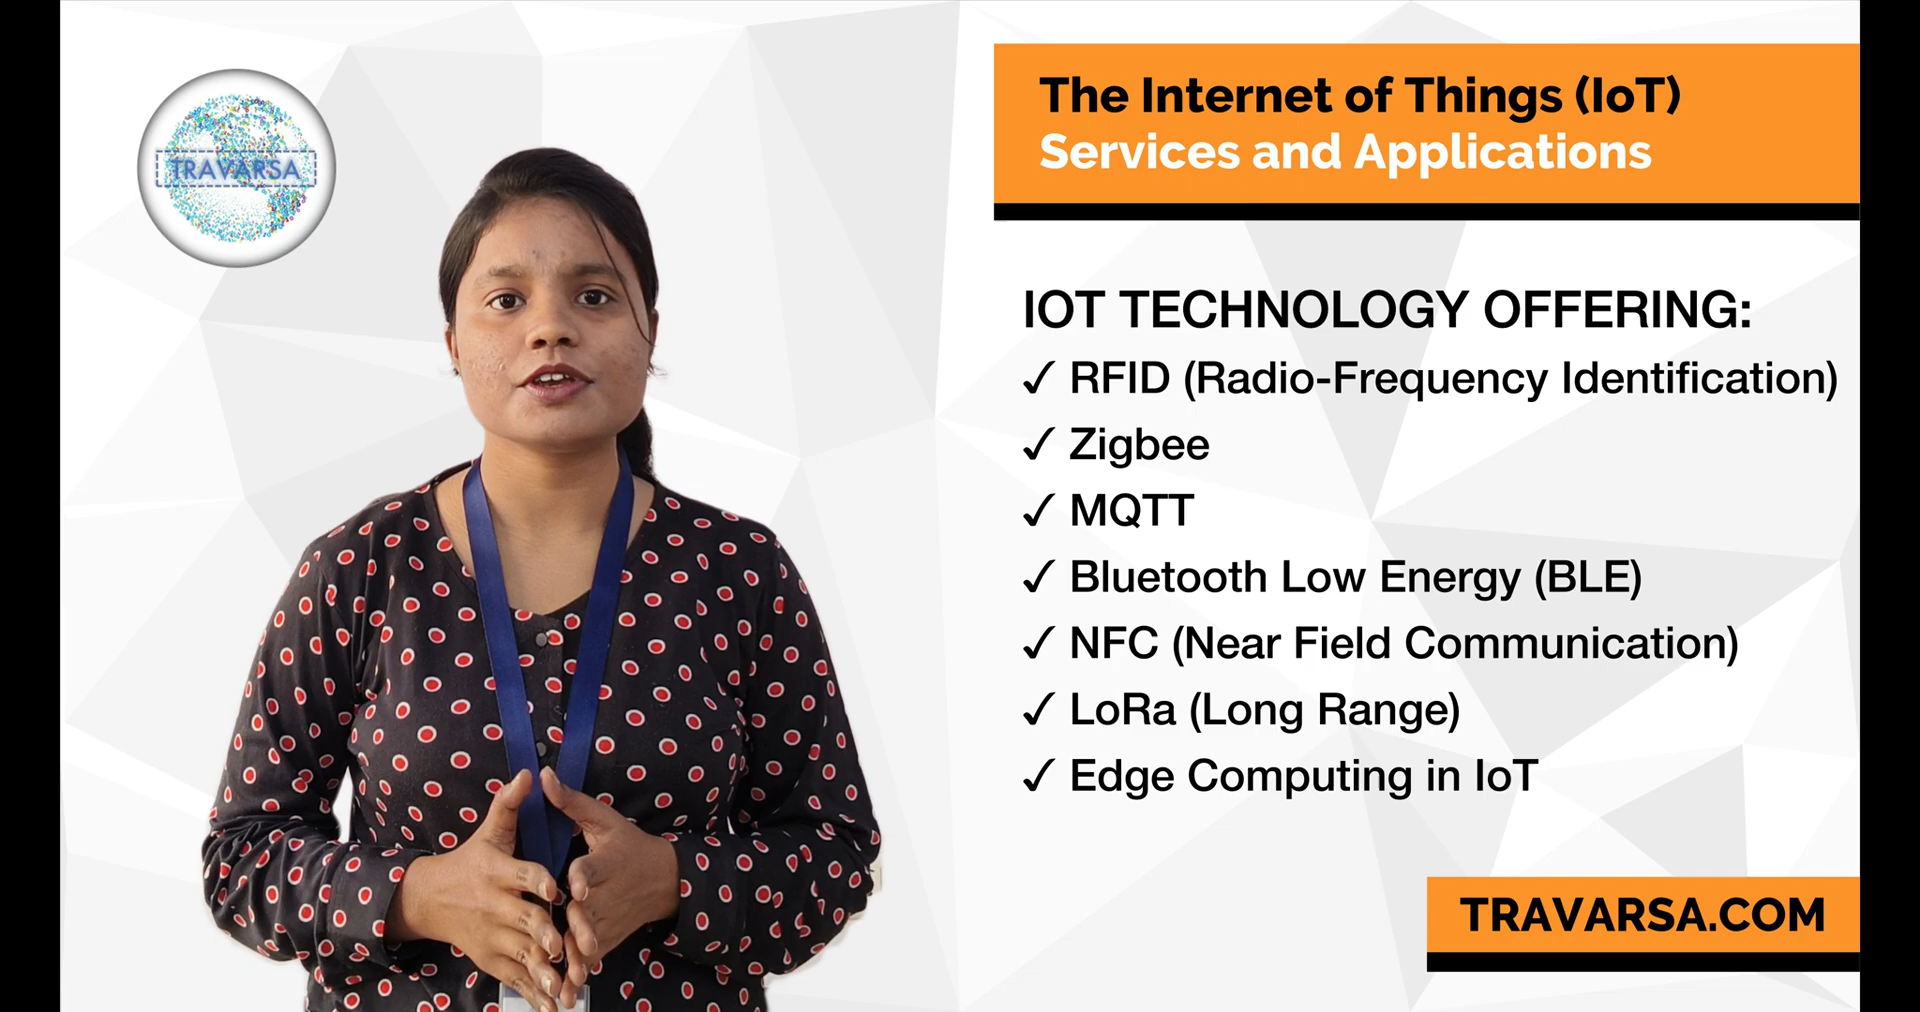 TRAVARSA
The Internet of Things (IoT)
Services and Applications
IOT TECHNOLOGY OFFERING:
✓ RFID (Radio-Frequency Identification)
✓ Zigbee
✓ MQTT
✓ Bluetooth Low Energy (BLE)
✓ NFC (Near Field Communication)
✓ LoRa (Long Range)
✓ Edge Computing in IoT
TRAVARSA.COM